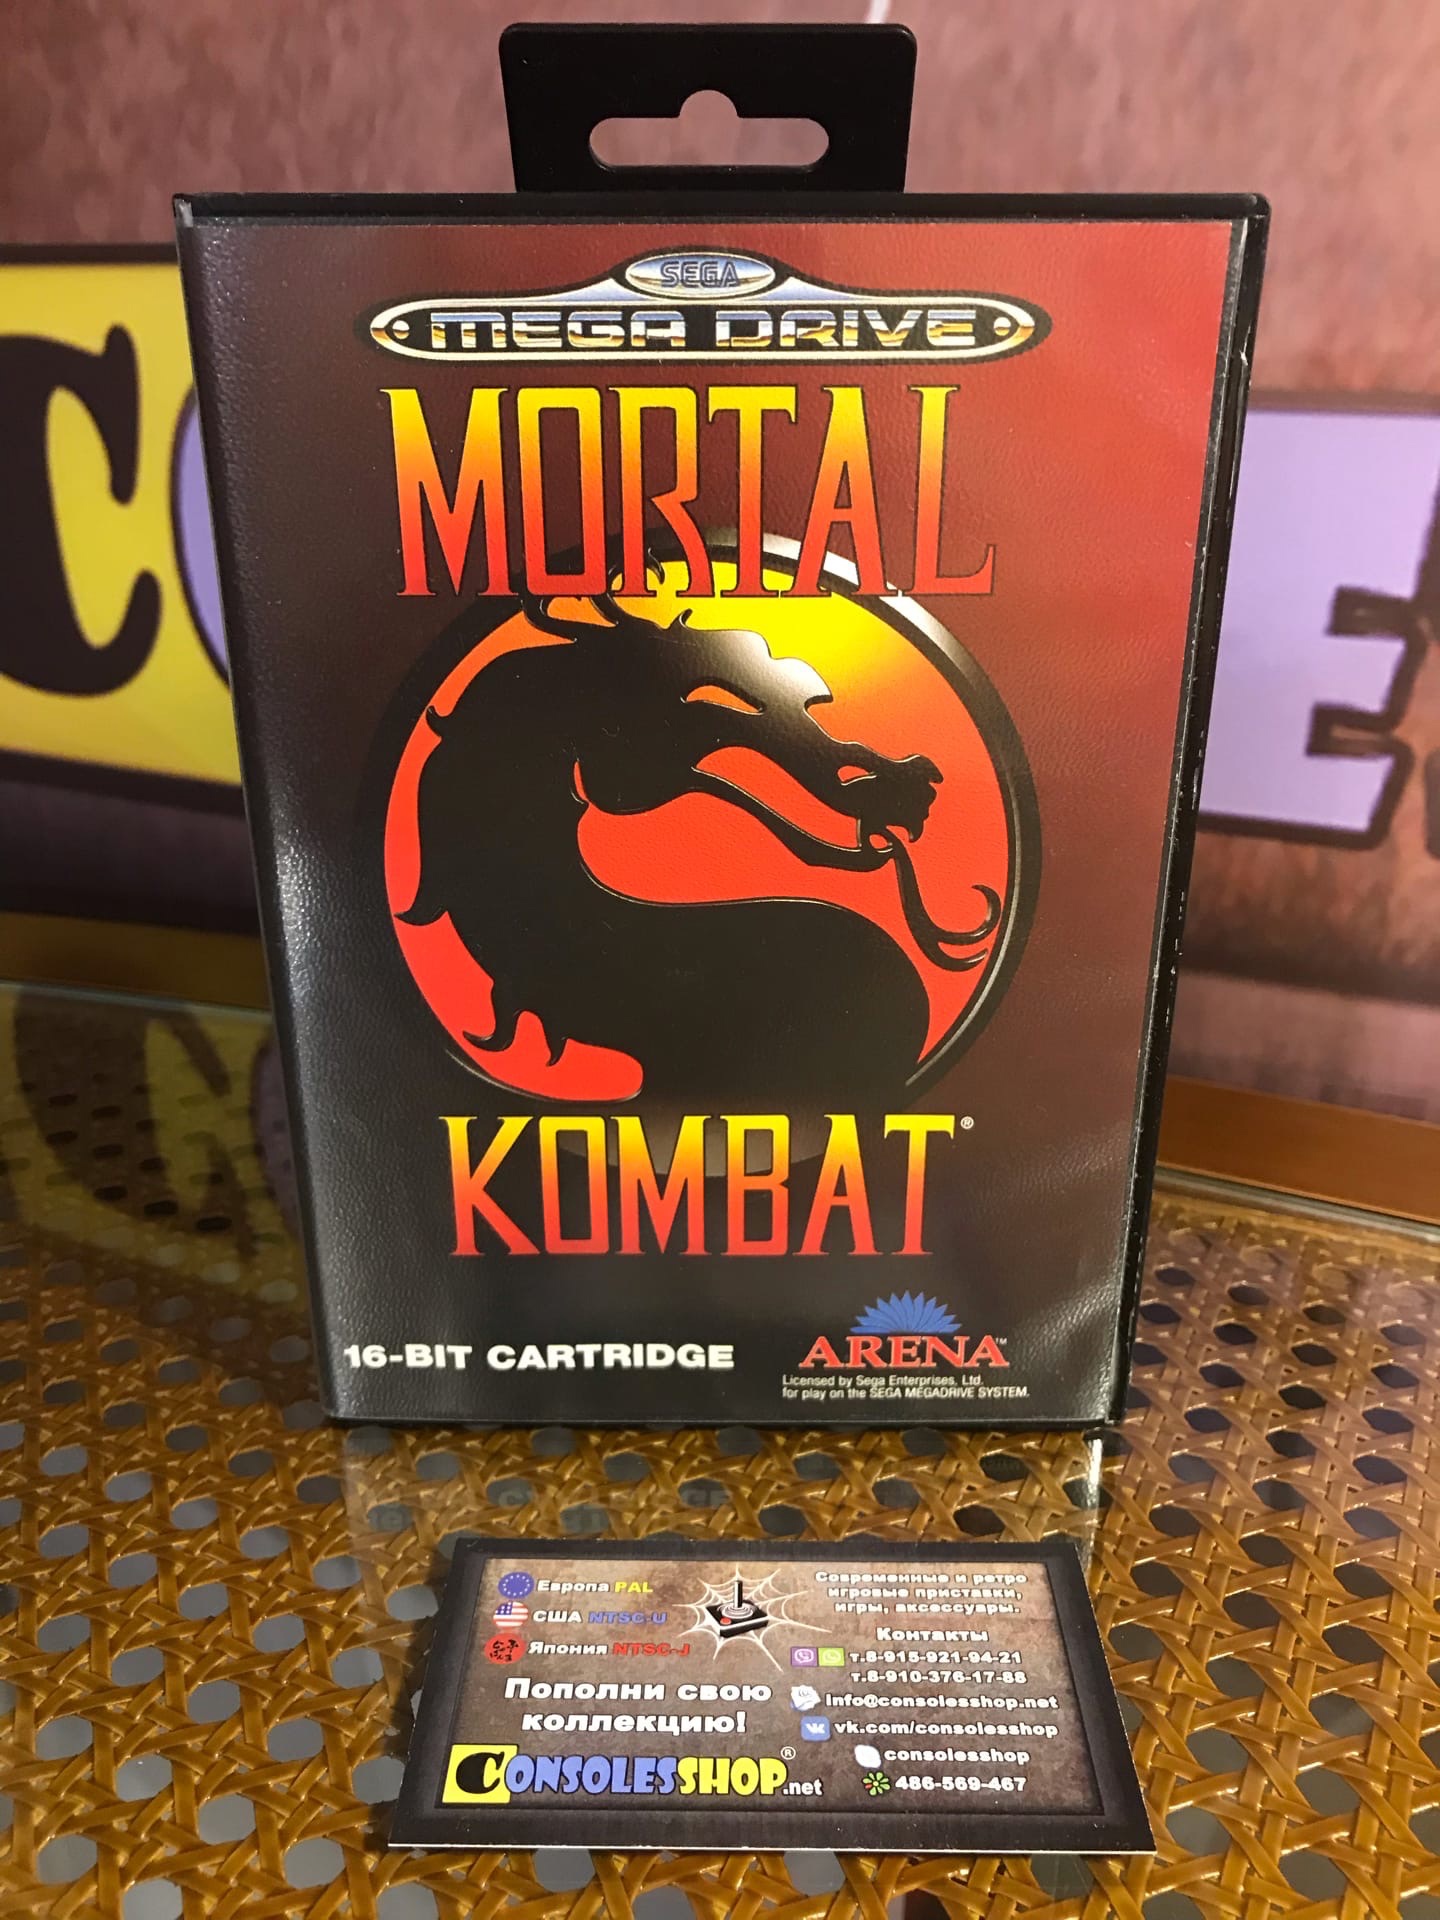 SEGA
MEGA DRIVE
MORTAL
KOMBAT®
16-BIT CARTRIDGE
ARENA™
Licensed by Sega Enterprises, Ltd.
for play on the SEGA MEGADRIVE SYSTEM.
Европа PAL
США NTSC-U
Япония NTSC-J
Пополни свою
коллекцию!
CONSOLESSHOP®.net
Современные и ретро
игровые приставки,
игры, аксессуары.
Контакты
т.8-915-921-94-21
т.8-910-376-17-88
info@consolesshop.net
vk.com/consolesshop
consolesshop
486-569-467